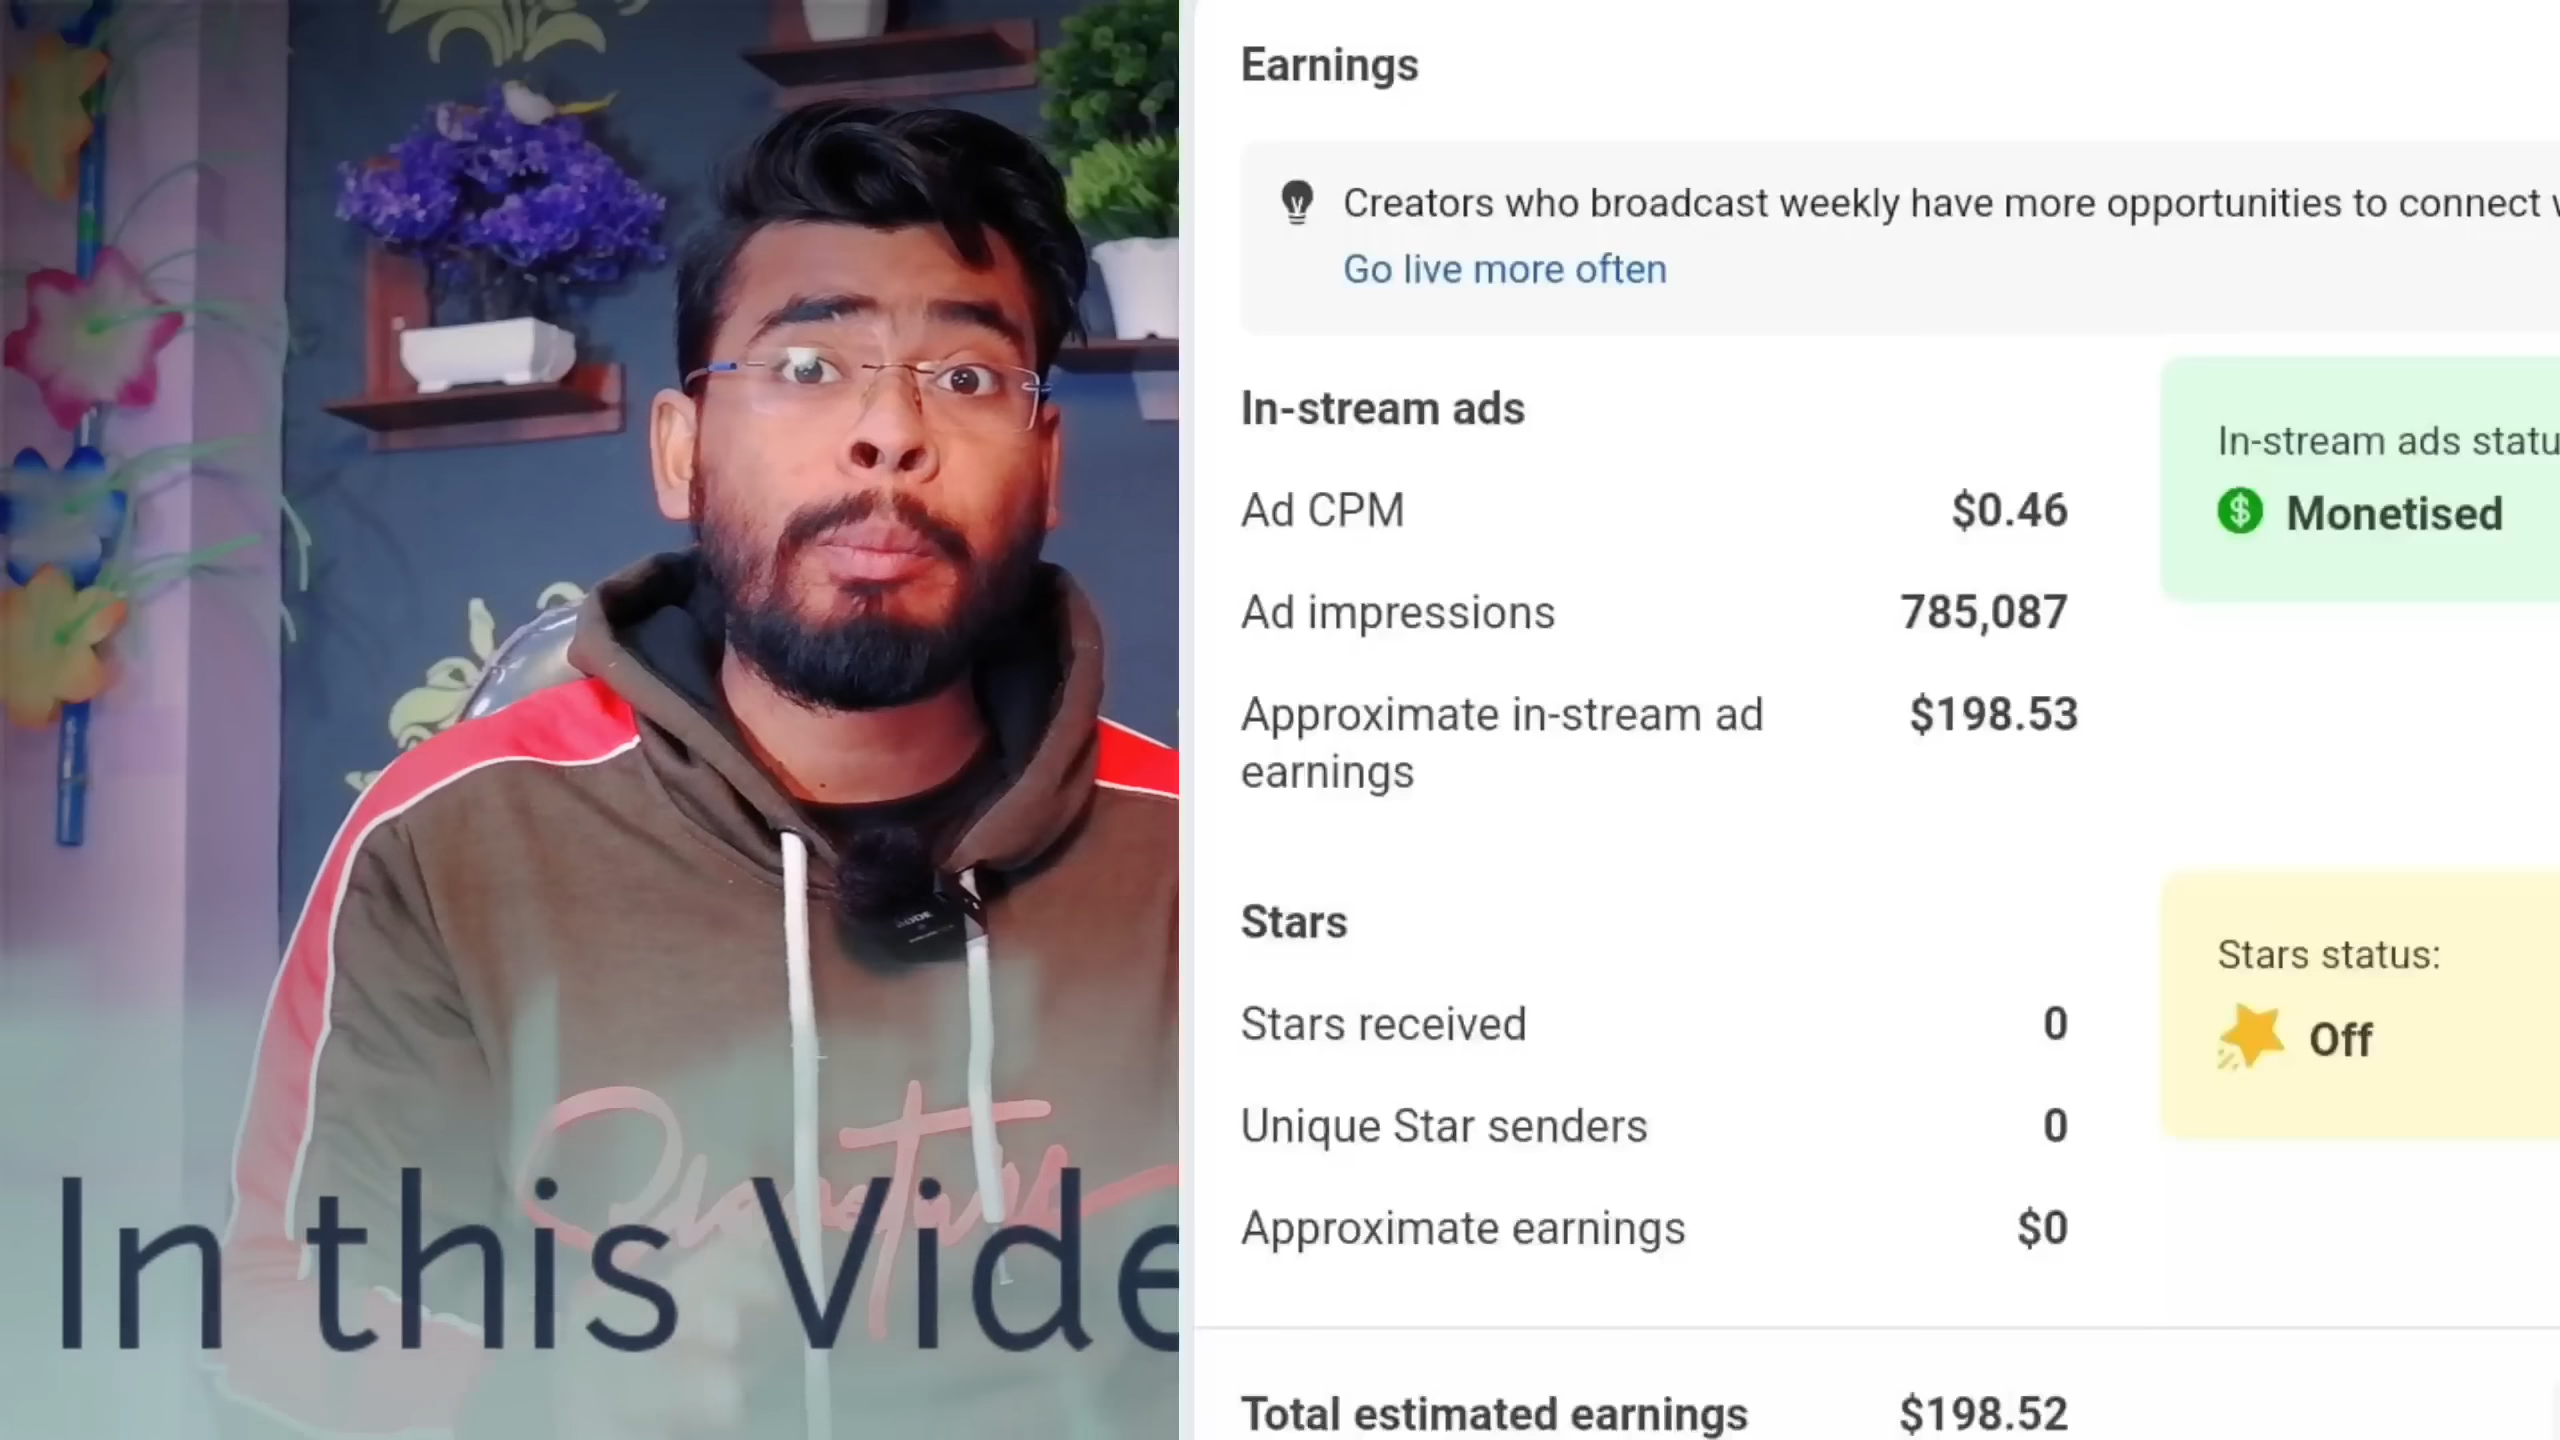 Earnings
Creators who broadcast weekly have more opportunities to connect
Go live more often
In-stream ads
Ad CPM $0.46
Ad impressions 785,087
Approximate in-stream ad $198.53
earnings
In-stream ads statu
$ Monetised
Stars
Stars received 0
Unique Star senders 0
Approximate earnings $0
Stars status:
Off
Total estimated earnings $198.52
In this Vide